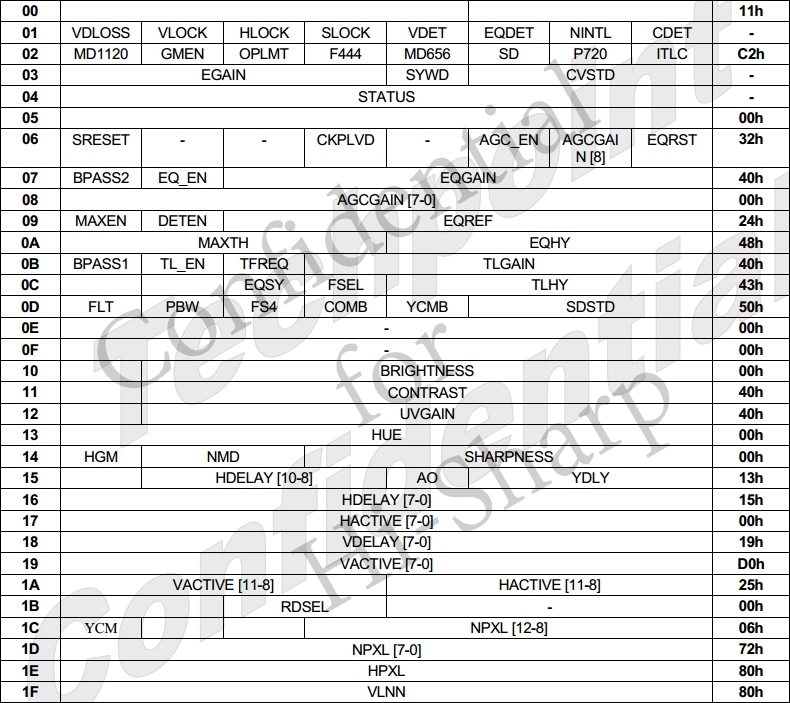 00 11h
01 VDLOSS VLOCK HLOCK SLOCK VDET EQDET NINTL CDET -
02 MD1120 GMEN OPLMT F444 MD656 SD P720 ITLC C2h
03 EGAIN SYWD CVSTD -
04 STATUS -
05 00h
06 SRESET - - CKPLVD - AGC_EN AGCGAI EQRST 32h
N [8]
07 BPASS2 EQ_EN EQGAIN 40h
08 AGCGAIN [7-0] 00h
09 MAXEN DETEN EQREF 24h
0A MAXTH EQHY 48h
0B BPASS1 TL_EN TFREQ TLGAIN 40h
0C EQSY FSEL TLHY 43h
0D FLT PBW FS4 COMB YCMB SDSTD 50h
0E - 00h
0F - 00h
10 BRIGHTNESS 00h
11 CONTRAST 40h
12 UVGAIN 40h
13 HUE 00h
14 HGM NMD SHARPNESS 00h
15 HDELAY [10-8] AO YDLY 13h
16 HDELAY [7-0] 15h
17 HACTIVE [7-0] 00h
18 VDELAY [7-0] 19h
19 VACTIVE [7-0] D0h
1A VACTIVE [11-8] HACTIVE [11-8] 25h
1B RDSEL - 00h
1C YCM NPXL [12-8] 06h
1D NPXL [7-0] 72h
1E HPXL 80h
1F VLNN 80h
Techpoint
Confidential
Confidential
for
Hi-Sharp